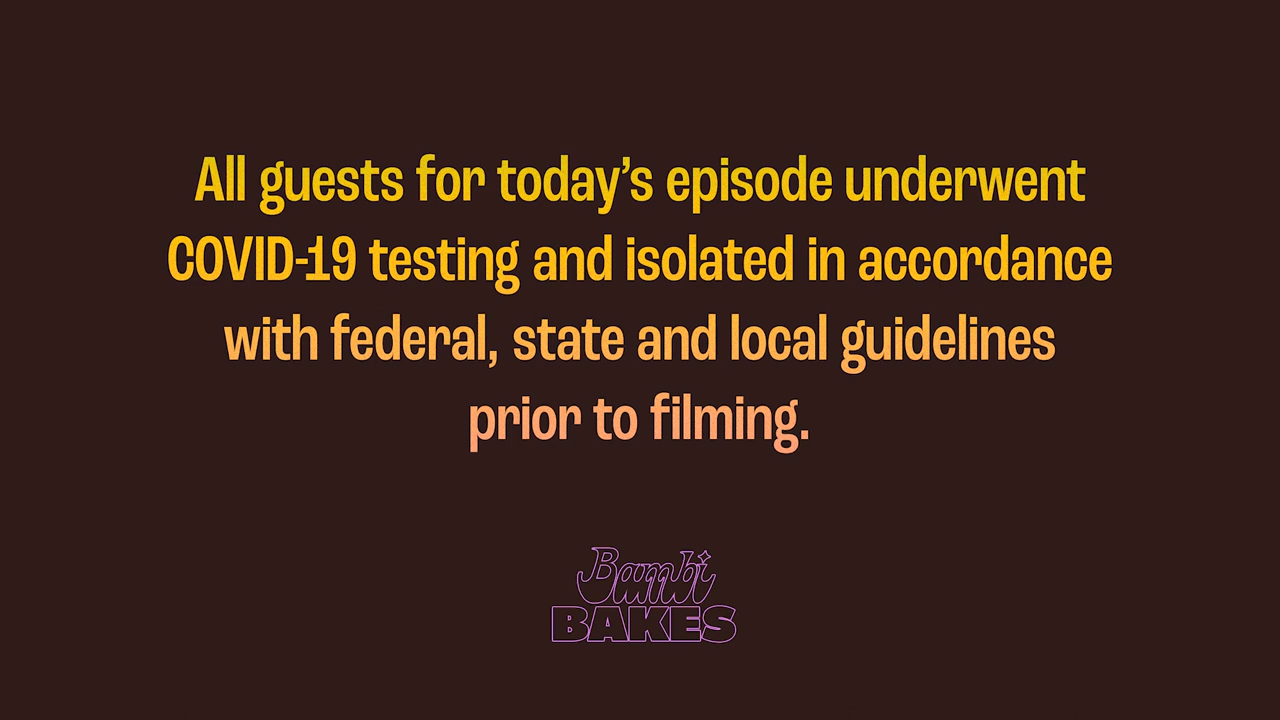 All guests for today’s episode underwent
COVID-19 testing and isolated in accordance
with federal, state and local guidelines
prior to filming.
Bambi
BAKES